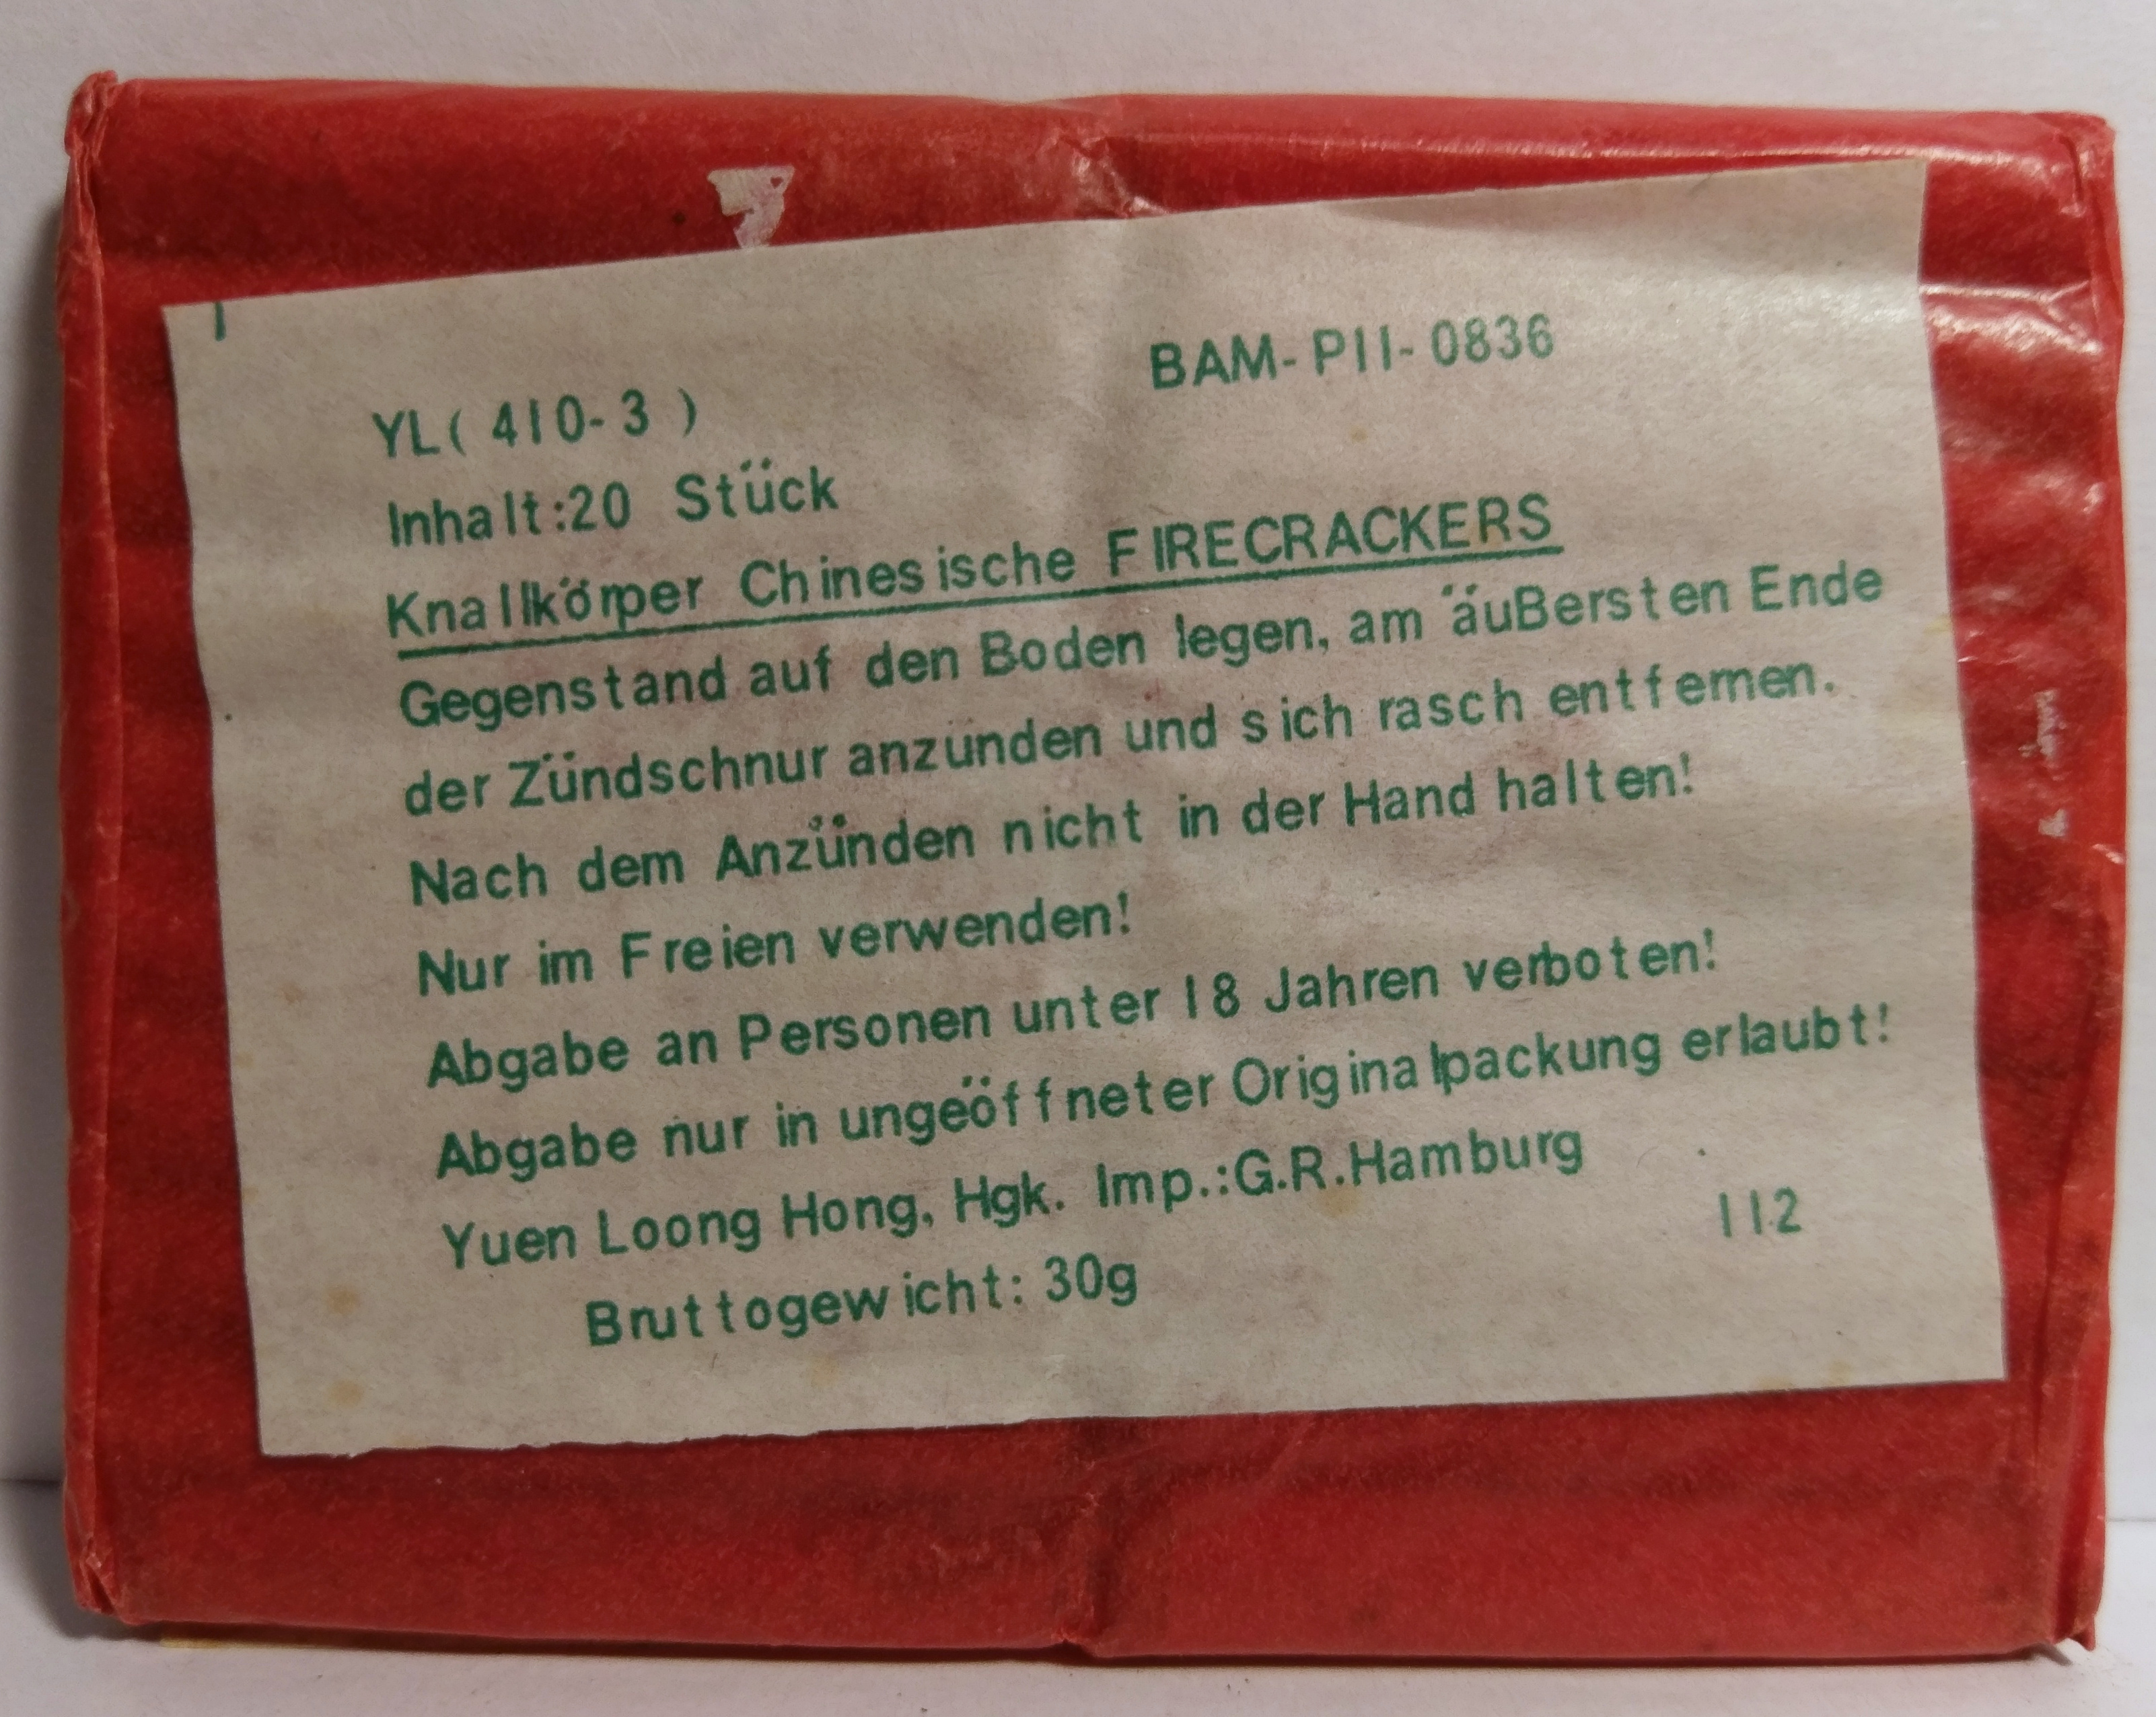 BAM-PII-0836
YL(410-3)
Inhalt:20 Stück
Knallkörper Chinesische FIRECRACKERS
Gegenstand auf den Boden legen, am äuBersten Ende
der Zündschnur anzunden und sich rasch entfernen.
Nach dem Anzünden nicht in der Hand halten!
Nur im Freien verwenden!
Abgabe an Personen unter 18 Jahren verboten!
Abgabe nur in ungeöffneter Originalpackung erlaubt!
Yuen Loong Hong, Hgk. Imp.:G.R.Hamburg
112
Bruttogewicht: 30g